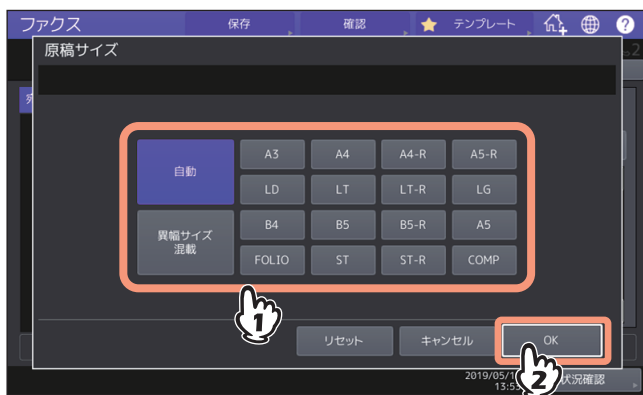 ファクス 保存 確認 テンプレート ?
原稿サイズ
自動 A3 A4 A4-R A5-R
LD LT LT-R LG
異幅サイズ
混載
B4 B5 B5-R A5
FOLIO ST ST-R COMP
1
リセット キャンセル OK
2
2019/05/1
13:5
状況確認